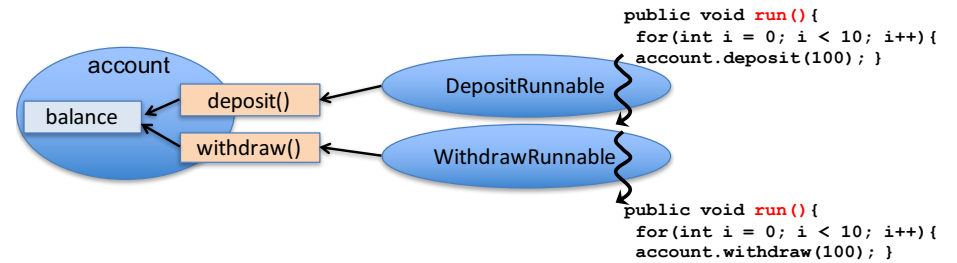 public void run(){
for(int i = 0; i < 10; i++){
account.deposit(100); }
account
deposit()
DepositRunnable
balance
withdraw()
WithdrawRunnable
public void run(){
for(int i = 0; i < 10; i++){
account.withdraw(100); }